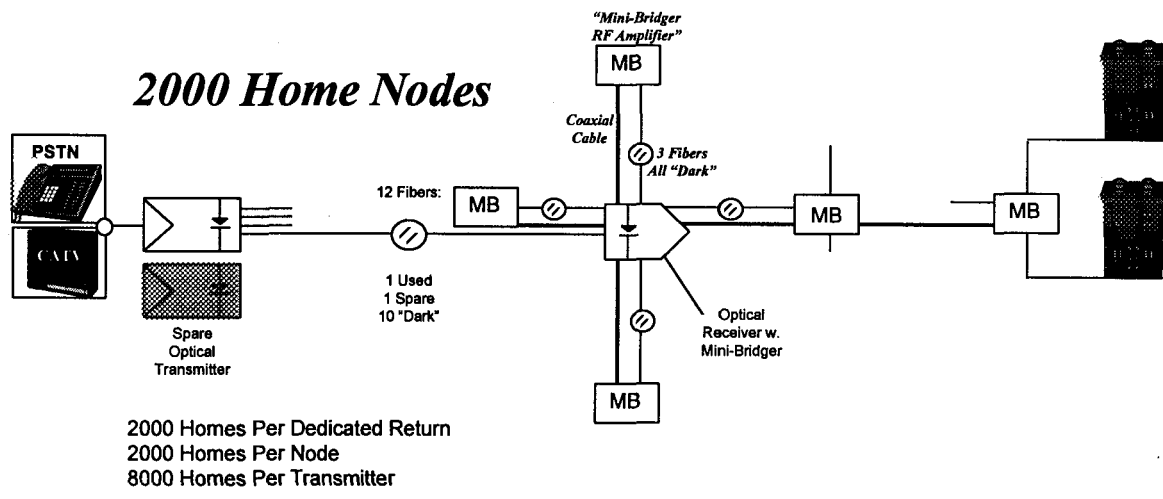 "Mini-Bridger
RF Amplifier"
MB
2000 Home Nodes
Coaxial
Cable
PSTN
3 Fibers
All "Dark"
12 Fibers:
MB
MB
MB
CATV
1 Used
1 Spare
10 "Dark"
Optical
Receiver w.
Mini-Bridger
Spare
Optical
Transmitter
MB
2000 Homes Per Dedicated Return
2000 Homes Per Node
8000 Homes Per Transmitter